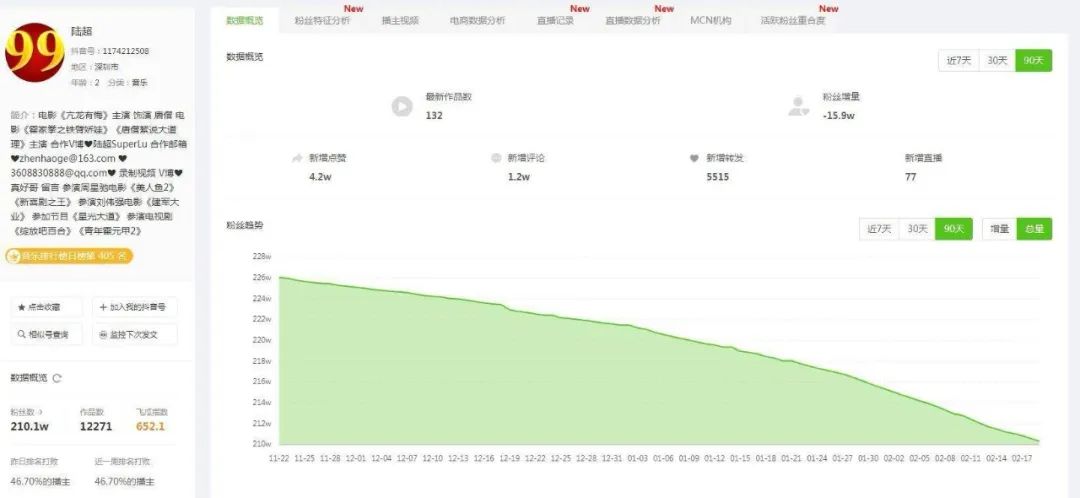 99
陆超
抖音号：1174212508
地区：深圳市
年龄：2 分类：音乐
简介：电影《亢龙有悔》主演 饰演 唐僧 电
影《霍家拳之铁臂娇娃》《唐僧絮说大道
理》主演 合作V博❤陆超SuperLu 合作邮箱
❤zhenhaoge@163.com ❤
3608830888@qq.com❤ 录制视频 V博❤
真好哥 留言 参演周星驰电影《美人鱼2》
《新喜剧之王》 参演刘伟强电影《建军大
业》 参加节目《星光大道》 参演电视剧
《绽放吧百合》《青年霍元甲2》
音乐排行榜日榜第 405 名
点击收藏
加入我的抖音号
相似号查询
监控下次发文
数据概览
粉丝数
作品数
飞瓜指数
210.1w
12271
652.1
昨日排名打败
近一周排名打败
46.70%的播主
46.70%的播主
数据概览
粉丝特征分析 New
播主视频
电商数据分析
直播记录 New
直播数据分析 New
MCN机构
活跃粉丝重合度 New
数据概览
近7天 30天 90天
最新作品数
132
粉丝增量
-15.9w
新增点赞
4.2w
新增评论
1.2w
新增转发
5515
新增直播
77
粉丝趋势
近7天 30天 90天
增量 总量
228w
226w
224w
222w
220w
218w
216w
214w
212w
210w
11-22 11-25 11-28 12-01 12-04 12-07 12-10 12-13 12-16 12-19 12-22 12-25 12-28 12-31 01-03 01-06 01-09 01-12 01-15 01-18 01-21 01-24 01-27 01-30 02-02 02-05 02-08 02-11 02-14 02-17